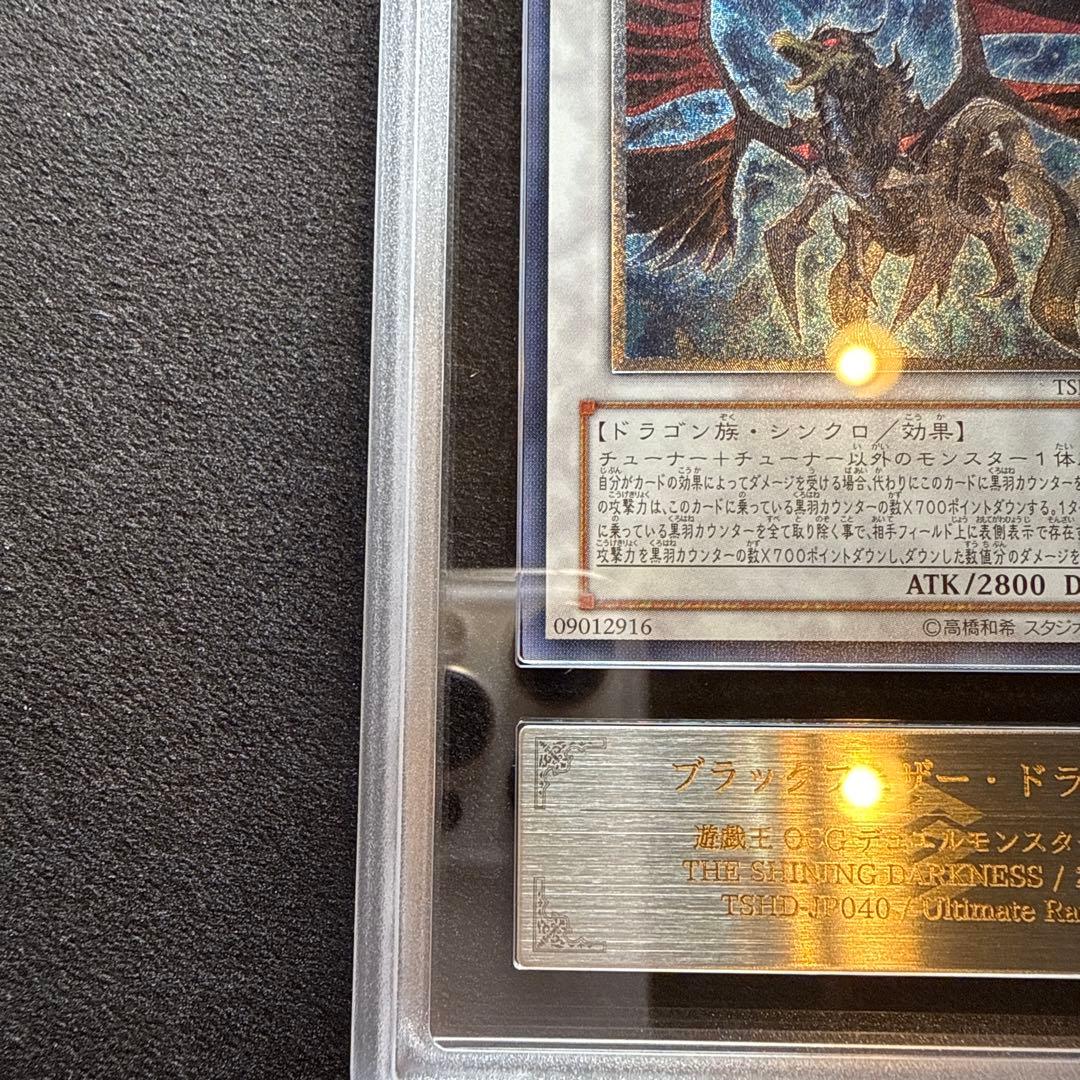 TS
【ドラゴン族・シンクロ／効果】
チューナー＋チューナー以外のモンスター１体
自分がカードの効果によってダメージを受ける場合、代わりにこのカードに黒羽カウンターを
の攻撃力は、このカードに乗っている黒羽カウンターの数×７００ポイントダウンする。１タ
に乗っている黒羽カウンターを全て取り除く事で、相手フィールド上に表側表示で存在
攻撃力を黒羽カウンターの数×７００ポイントダウンし、ダウンした数値分のダメージを
ATK/2800 D
09012916 ©高橋和希 スタジオ
ブラックフェザー・ドラ
遊戯王 OCG デュエルモンスタ
THE SHINING DARKNESS /
TSHD-JP040 / Ultimate Ra